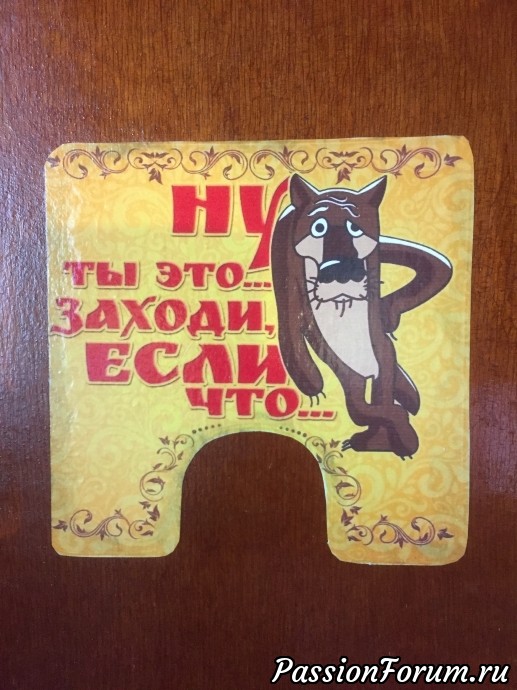 НУ
ТЫ ЭТО...
ЗАХОДИ,
ЕСЛИ
ЧТО...
PassionForum.ru